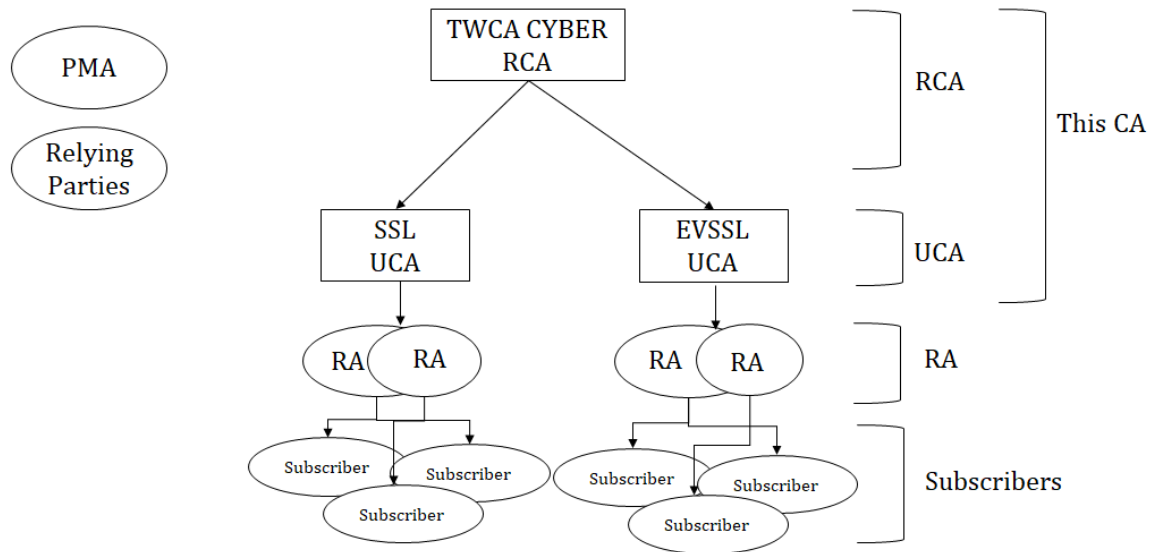 TWCA CYBER
RCA
PMA
RCA
This CA
Relying
Parties
SSL
UCA
EVSSL
UCA
UCA
RA
RA
RA
RA
RA
Subscriber
Subscriber
Subscriber
Subscriber
Subscriber
Subscriber
Subscribers